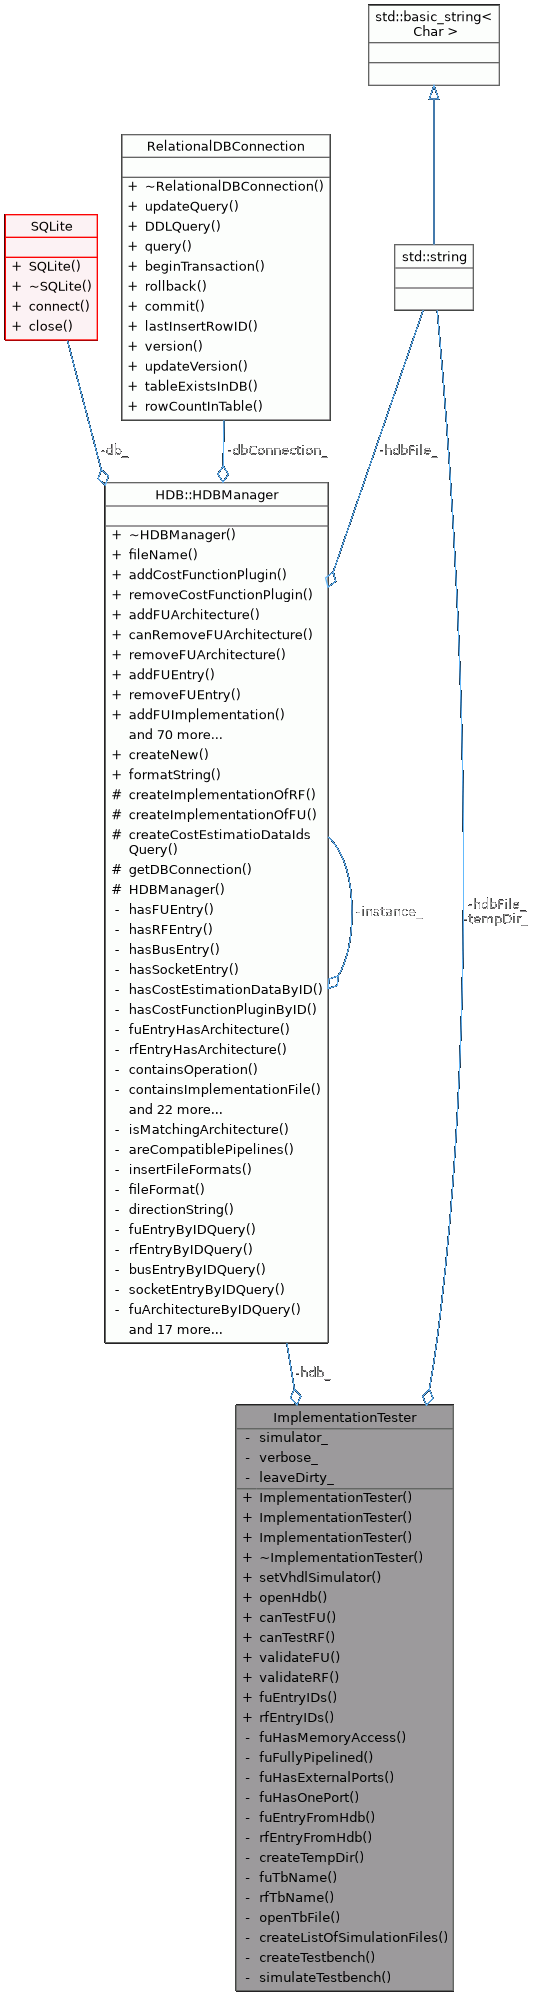 std::basic_string<
Char >
RelationalDBConnection
+ ~RelationalDBConnection()
+ updateQuery()
+ DDLQuery()
+ query()
+ beginTransaction()
+ rollback()
+ commit()
+ lastInsertRowID()
+ version()
+ updateVersion()
+ tableExistsInDB()
+ rowCountInTable()
SQLite
+ SQLite()
+ ~SQLite()
+ connect()
+ close()
std::string
-db_
-dbConnection_
-hdbFile_
HDB::HDBManager
+ ~HDBManager()
+ fileName()
+ addCostFunctionPlugin()
+ removeCostFunctionPlugin()
+ addFUArchitecture()
+ canRemoveFUArchitecture()
+ removeFUArchitecture()
+ addFUEntry()
+ removeFUEntry()
+ addFUImplementation()
and 70 more...
+ createNew()
+ formatString()
# createImplementationOfRF()
# createImplementationOfFU()
# createCostEstimatioDataIds
Query()
# getDBConnection()
# HDBManager()
- hasFUEntry()
- hasRFEntry()
- hasBusEntry()
- hasSocketEntry()
- hasCostEstimationDataByID()
- hasCostFunctionPluginByID()
- fuEntryHasArchitecture()
- rfEntryHasArchitecture()
- containsOperation()
- containsImplementationFile()
and 22 more...
- isMatchingArchitecture()
- areCompatiblePipelines()
- insertFileFormats()
- fileFormat()
- directionString()
- fuEntryByIDQuery()
- rfEntryByIDQuery()
- busEntryByIDQuery()
- socketEntryByIDQuery()
- fuArchitectureByIDQuery()
and 17 more...
-instance_
-hdbFile_
-tempDir_
-hdb_
ImplementationTester
- simulator_
- verbose_
- leaveDirty_
+ ImplementationTester()
+ ImplementationTester()
+ ImplementationTester()
+ ~ImplementationTester()
+ setVhdlSimulator()
+ openHdb()
+ canTestFU()
+ canTestRF()
+ validateFU()
+ validateRF()
+ fuEntryIDs()
+ rfEntryIDs()
- fuHasMemoryAccess()
- fuFullyPipelined()
- fuHasExternalPorts()
- fuHasOnePort()
- fuEntryFromHdb()
- rfEntryFromHdb()
- createTempDir()
- fuTbName()
- rfTbName()
- openTbFile()
- createListOfSimulationFiles()
- createTestbench()
- simulateTestbench()